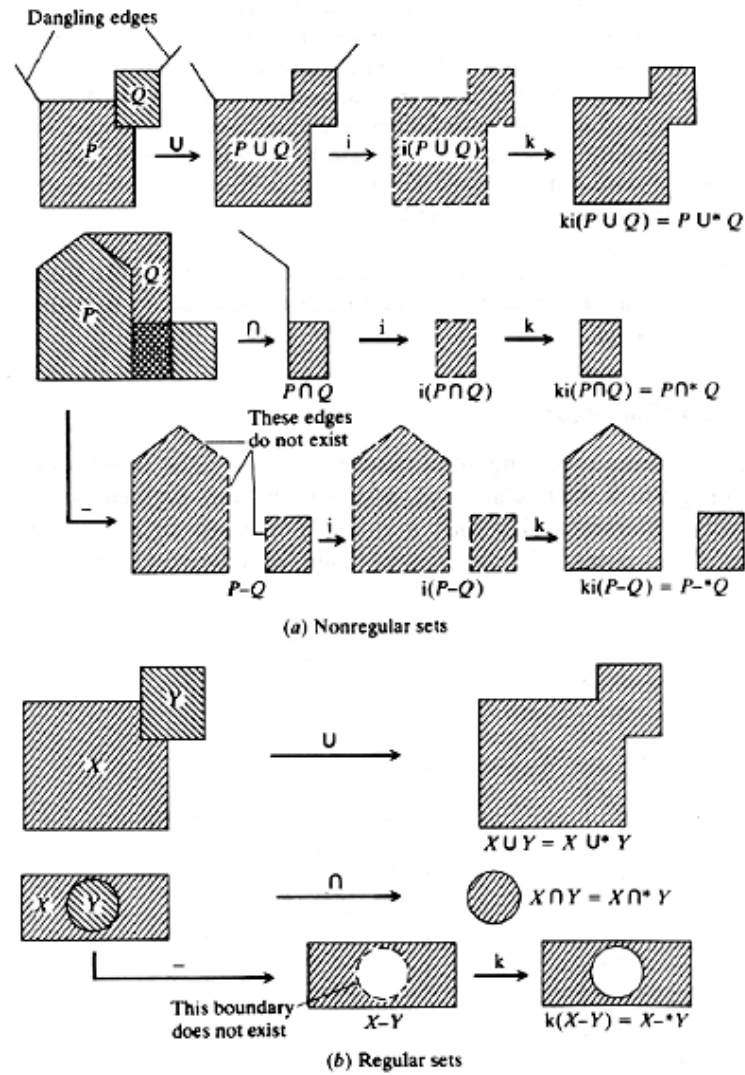 Dangling edges
Q
P
∪
P ∪ Q
i
i(P ∪ Q)
k
ki(P ∪ Q) = P ∪* Q
Q
P
∩
P∩Q
i
i(P∩Q)
k
ki(P∩Q) = P∩* Q
These edges
do not exist
−
P–Q
i
i(P–Q)
k
ki(P–Q) = P–*Q
(a) Nonregular sets
Y
X
∪
X∪Y = X ∪* Y
X
Y
∩
X∩Y = X∩* Y
−
This boundary
does not exist
X–Y
k
k(X–Y) = X–*Y
(b) Regular sets